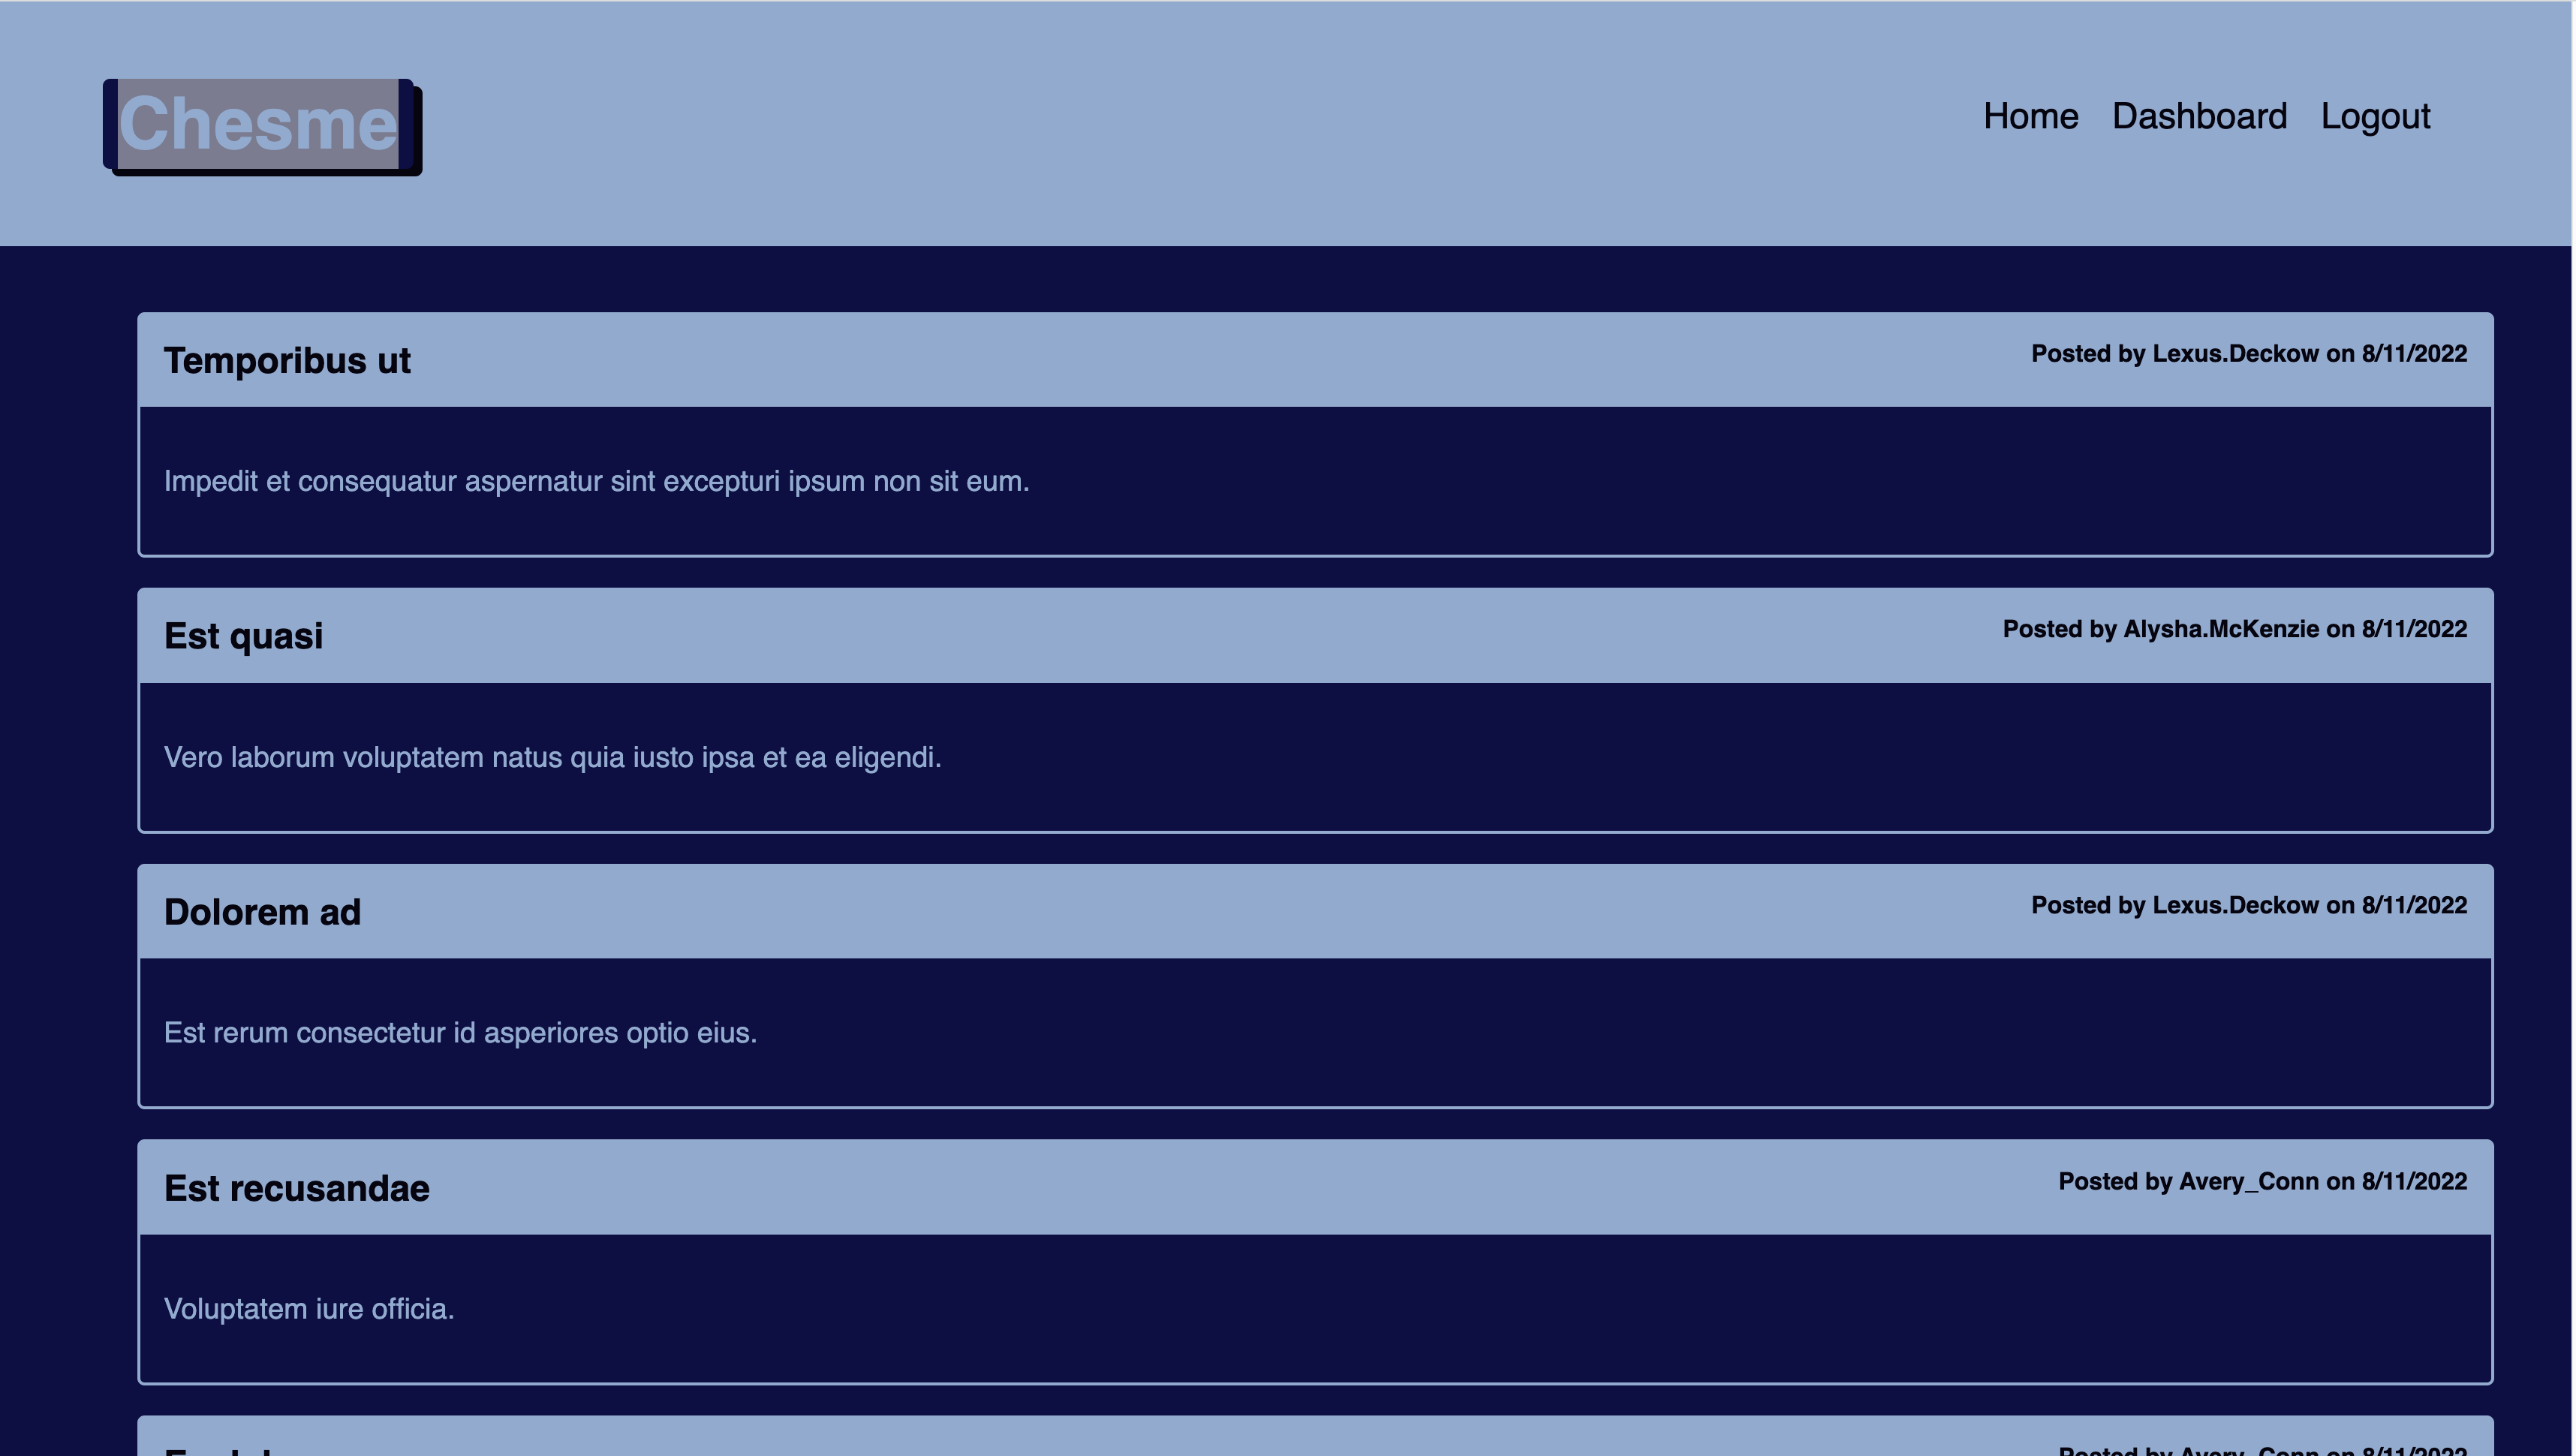 Chesme
Home Dashboard Logout
Temporibus ut
Posted by Lexus.Deckow on 8/11/2022
Impedit et consequatur aspernatur sint excepturi ipsum non sit eum.
Est quasi
Posted by Alysha.McKenzie on 8/11/2022
Vero laborum voluptatem natus quia iusto ipsa et ea eligendi.
Dolorem ad
Posted by Lexus.Deckow on 8/11/2022
Est rerum consectetur id asperiores optio eius.
Est recusandae
Posted by Avery_Conn on 8/11/2022
Voluptatem iure officia.
Posted by Avery_Conn on 8/11/2022